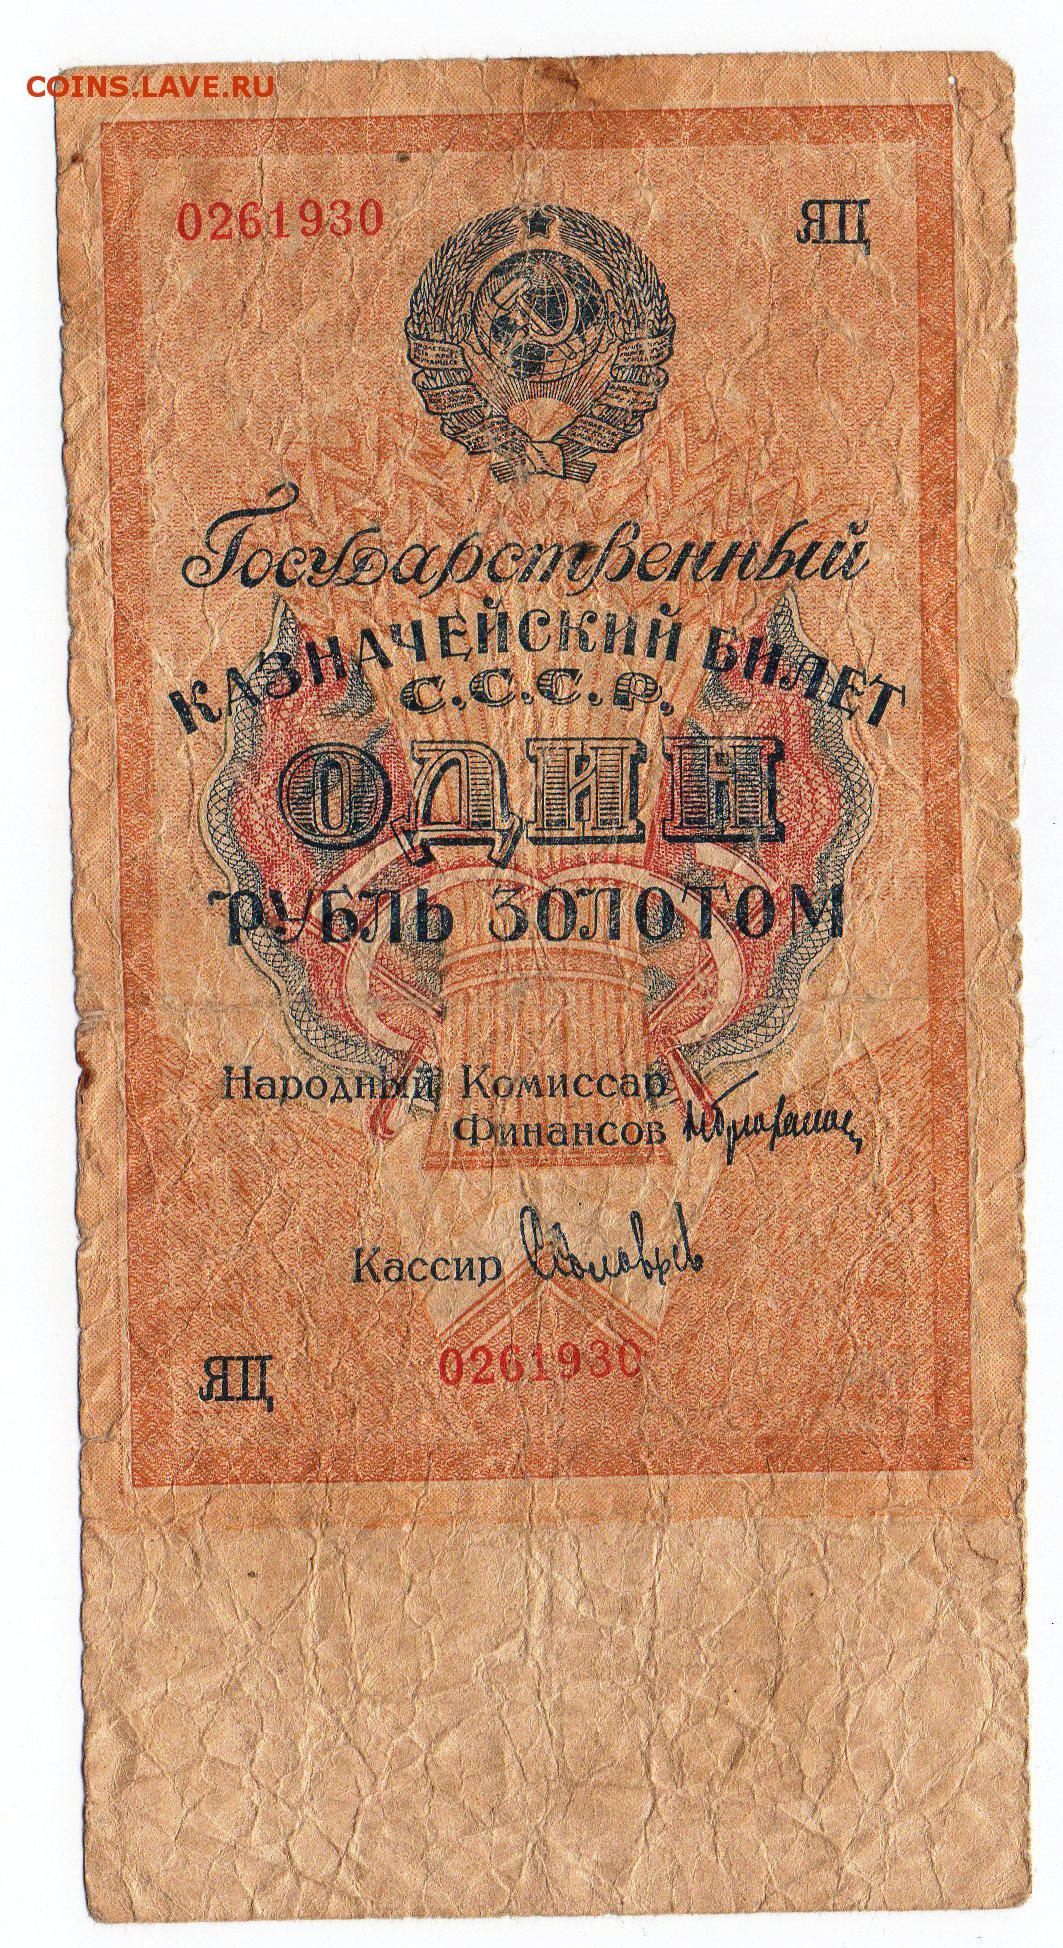 COINS.LAVE.RU
0261930 ЯЦ
Государственный
КАЗНАЧЕЙСКИЙ БИЛЕТ
С.С.С.Р.
ОДИН
РУБЛЬ ЗОЛОТОМ
Народный Комиссар
Финансов
Кассир
ЯЦ 0261930